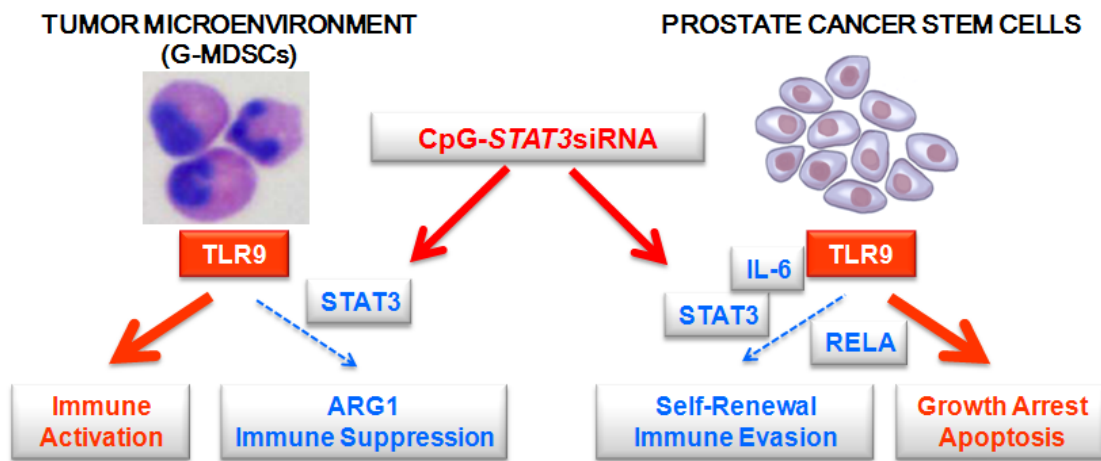 TUMOR MICROENVIRONMENT
(G-MDSCs)
PROSTATE CANCER STEM CELLS
CpG-STAT3siRNA
TLR9
STAT3
IL-6
TLR9
STAT3
RELA
Immune
Activation
ARG1
Immune Suppression
Self-Renewal
Immune Evasion
Growth Arrest
Apoptosis